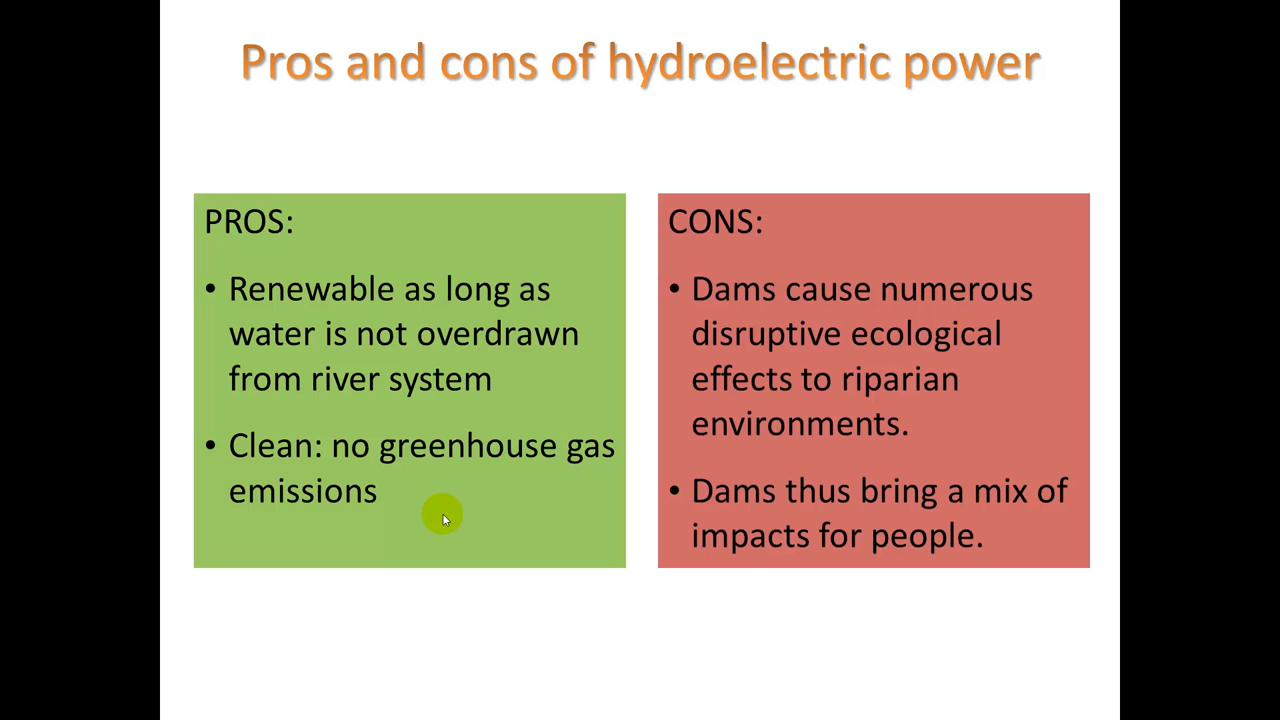 Pros and cons of hydroelectric power
PROS:
• Renewable as long as
water is not overdrawn
from river system
• Clean: no greenhouse gas
emissions
CONS:
• Dams cause numerous
disruptive ecological
effects to riparian
environments.
• Dams thus bring a mix of
impacts for people.